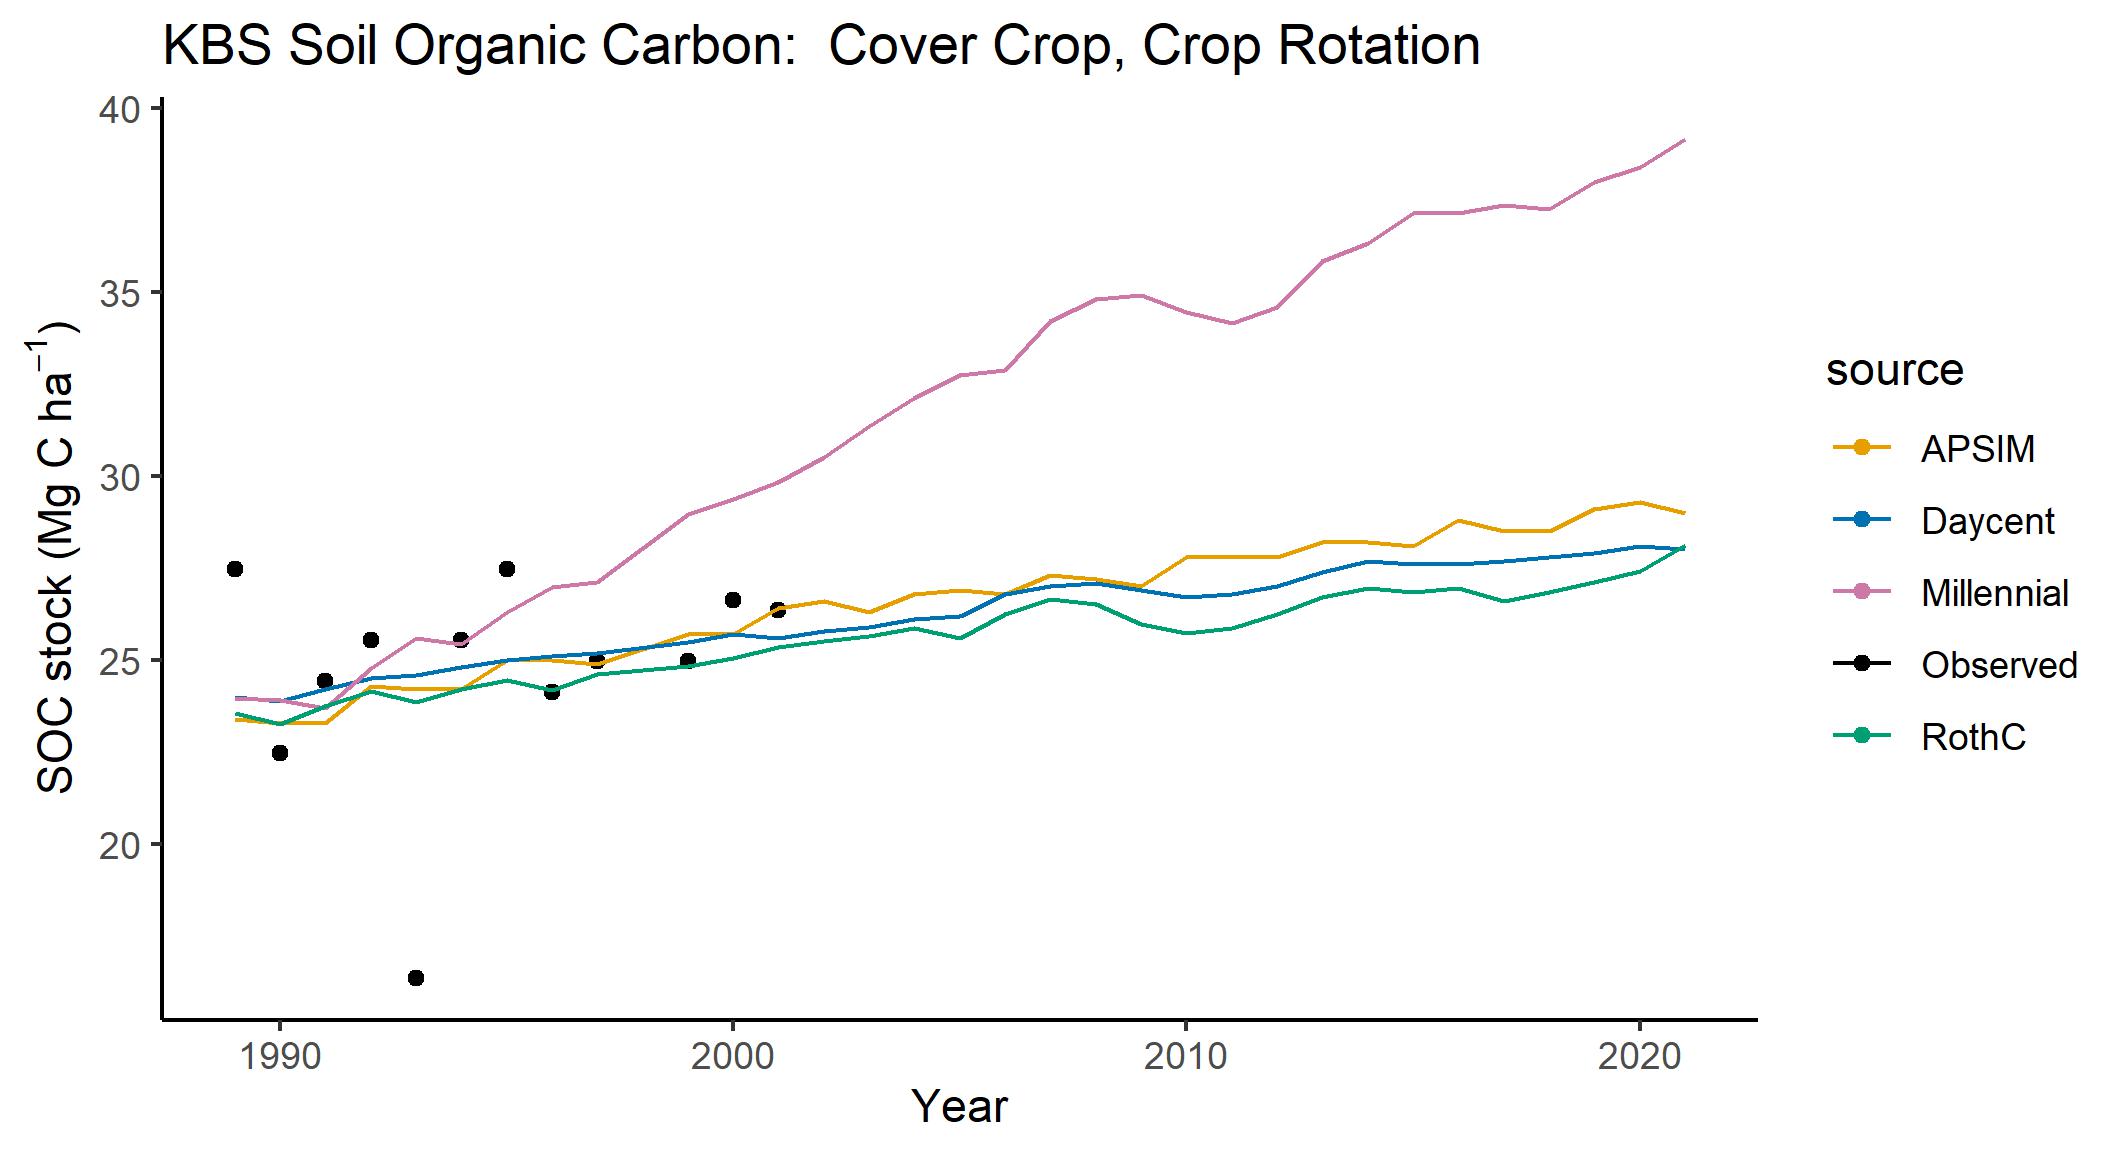 KBS Soil Organic Carbon:  Cover Crop, Crop Rotation
SOC stock (Mg C ha⁻¹)
40
35
30
25
20
1990 2000 2010 2020
Year
source
APSIM
Daycent
Millennial
Observed
RothC